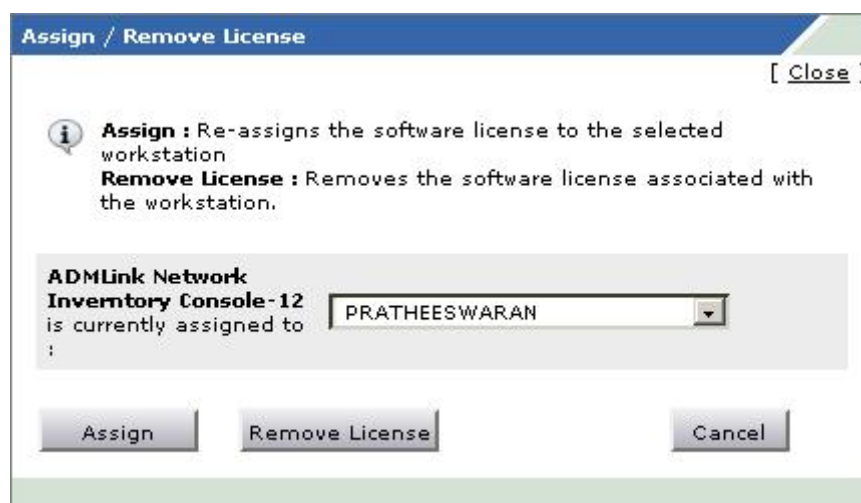 Assign / Remove License
[ Close ]
Assign : Re-assigns the software license to the selected
workstation
Remove License : Removes the software license associated with
the workstation.
ADMLink Network
Inverntory Console-12
is currently assigned to
:
PRATHEESWARAN
Assign
Remove License
Cancel